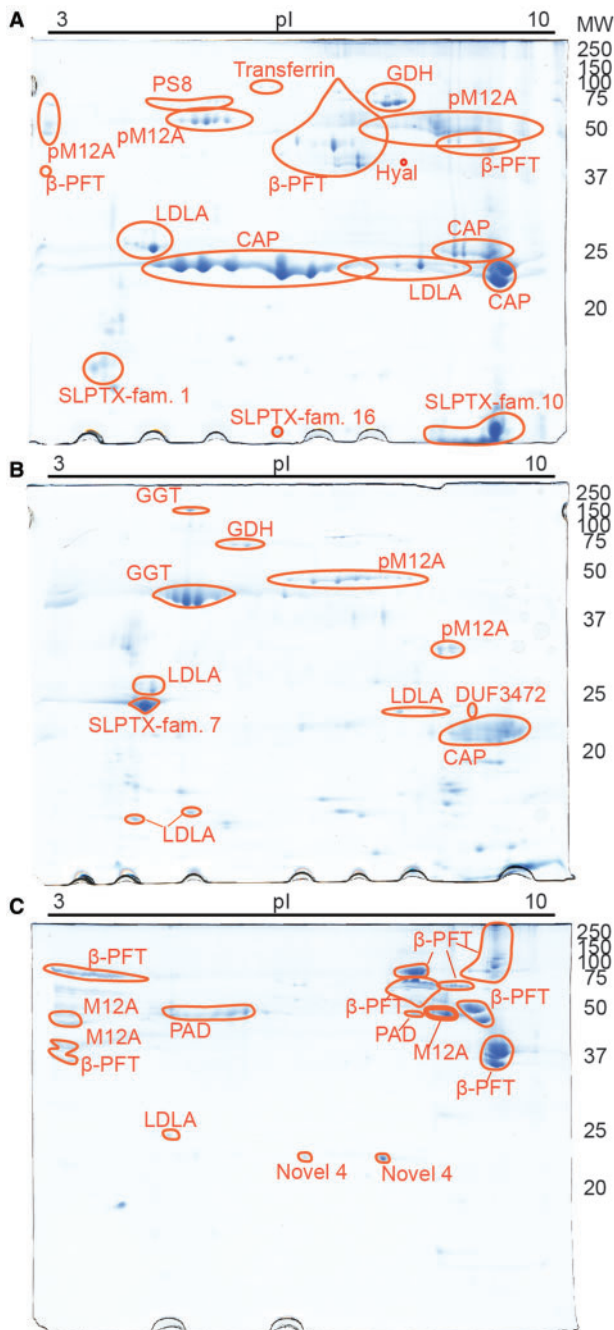 A 3 pI 10 MW
250
150
100
75
50
37
25
20
PS8
Transferrin
GDH
pM12A
pM12A
pM12A
β-PFT
β-PFT
Hyal
β-PFT
LDLA
CAP
CAP
LDLA
CAP
SLPTX-fam. 1
SLPTX-fam. 16
SLPTX-fam.10
B 3 pI 10
250
150
100
75
50
37
25
20
GGT
GDH
GGT
pM12A
pM12A
LDLA
LDLA
DUF3472
SLPTX-fam. 7
CAP
LDLA
C 3 pI 10
250
150
100
75
50
37
25
20
β-PFT
β-PFT
M12A
PAD
β-PFT
β-PFT
M12A
PAD
M12A
β-PFT
β-PFT
LDLA
Novel 4
Novel 4